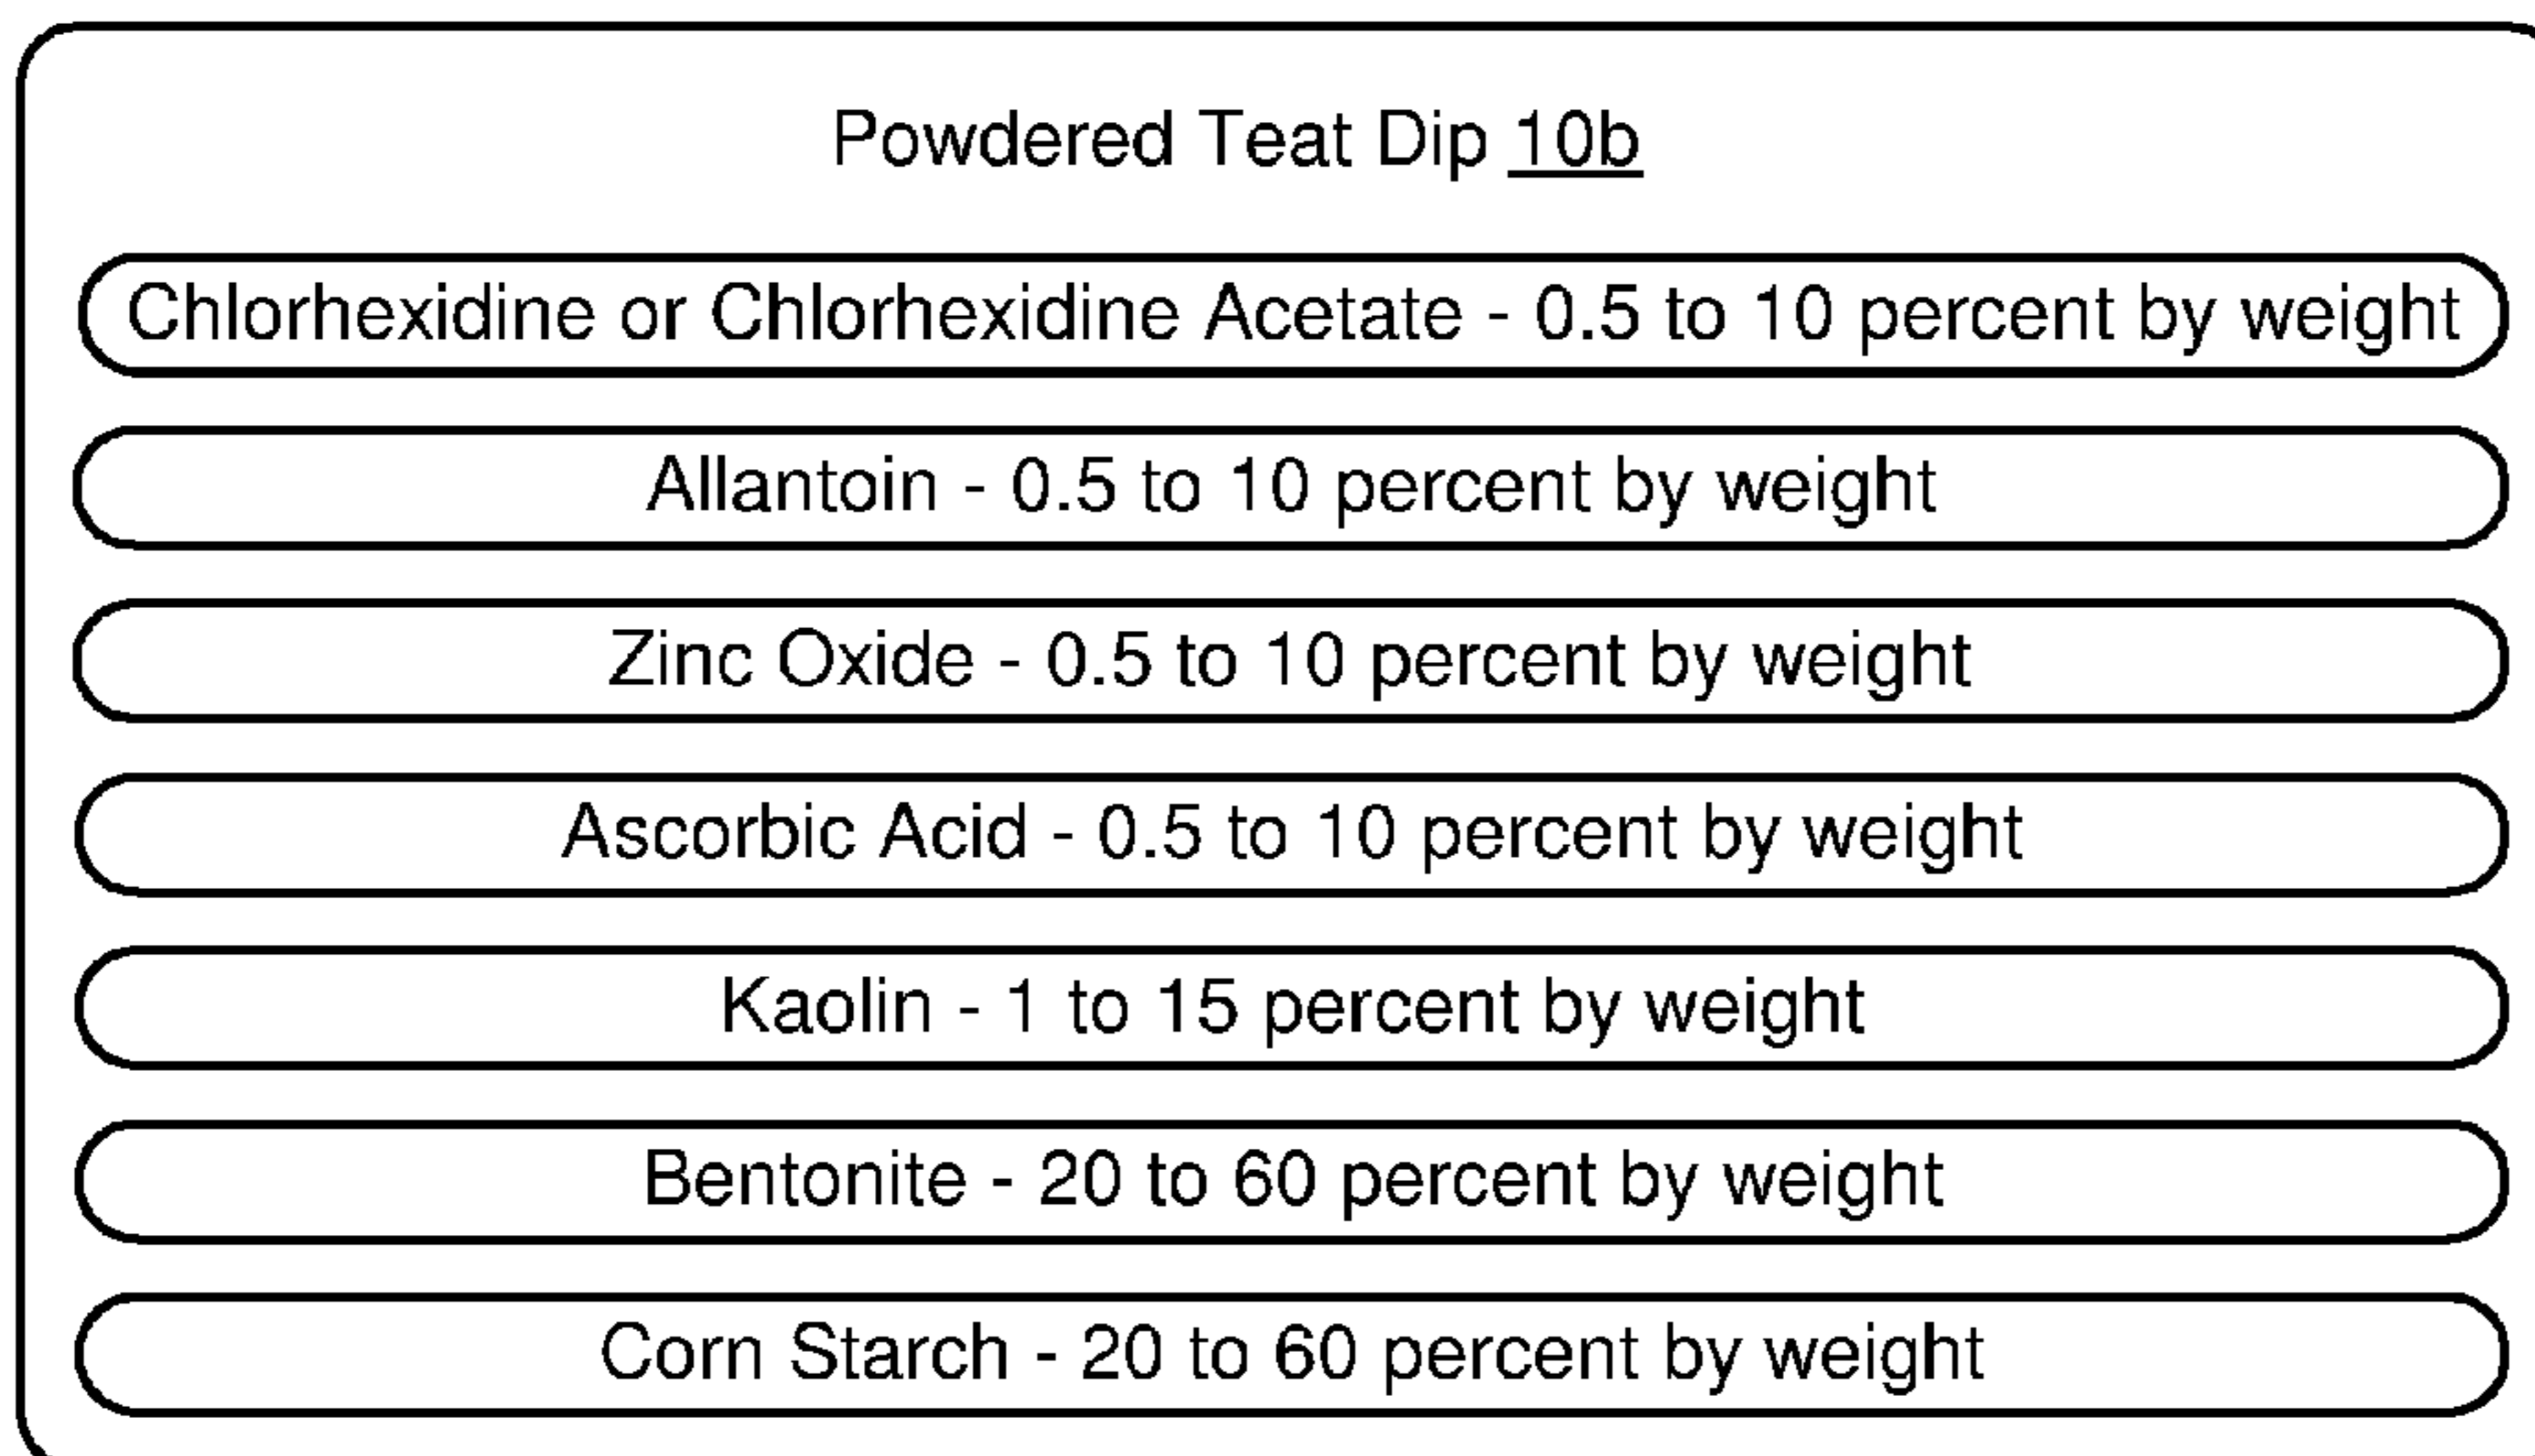 Powdered Teat Dip 10b
Chlorhexidine or Chlorhexidine Acetate - 0.5 to 10 percent by weight
Allantoin - 0.5 to 10 percent by weight
Zinc Oxide - 0.5 to 10 percent by weight
Ascorbic Acid - 0.5 to 10 percent by weight
Kaolin - 1 to 15 percent by weight
Bentonite - 20 to 60 percent by weight
Corn Starch - 20 to 60 percent by weight